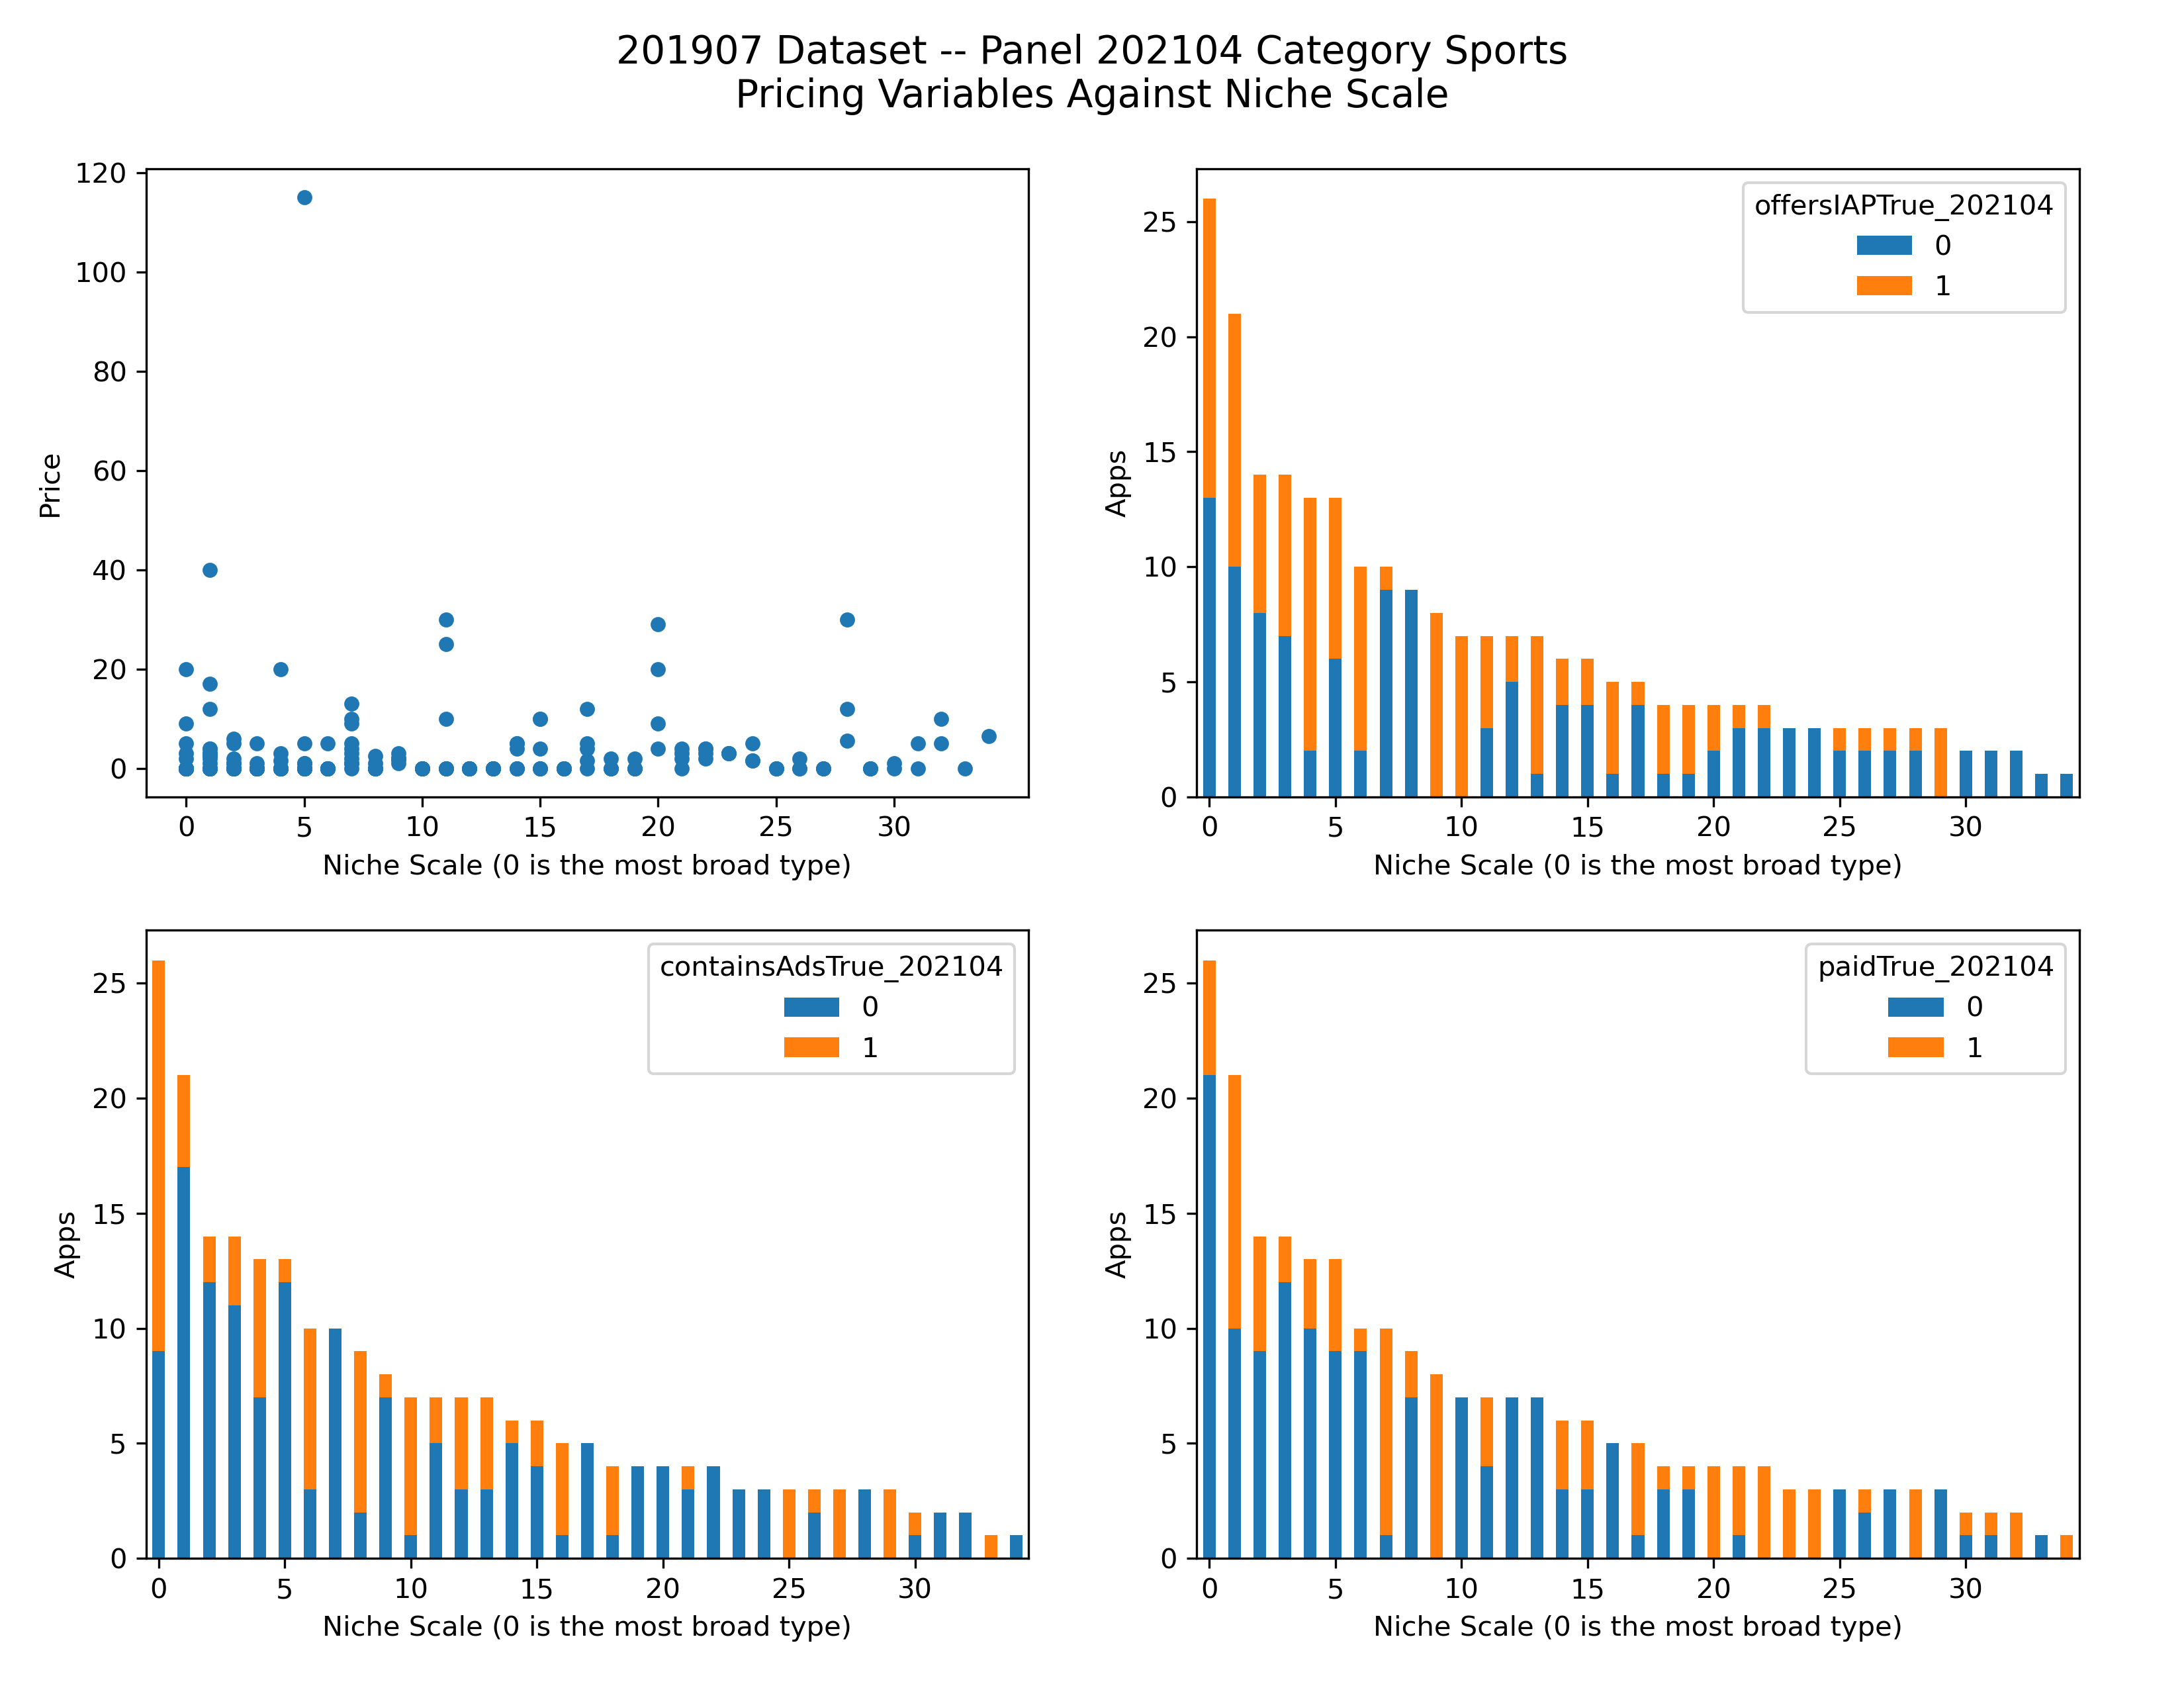 201907 Dataset -- Panel 202104 Category Sports
Pricing Variables Against Niche Scale
120
100
80
60
40
20
0
Price
0 5 10 15 20 25 30
Niche Scale (0 is the most broad type)
offersIAPTrue_202104
0
1
25
20
15
10
5
0
Apps
0 5 10 15 20 25 30
Niche Scale (0 is the most broad type)
containsAdsTrue_202104
0
1
25
20
15
10
5
0
Apps
0 5 10 15 20 25 30
Niche Scale (0 is the most broad type)
paidTrue_202104
0
1
25
20
15
10
5
0
Apps
0 5 10 15 20 25 30
Niche Scale (0 is the most broad type)